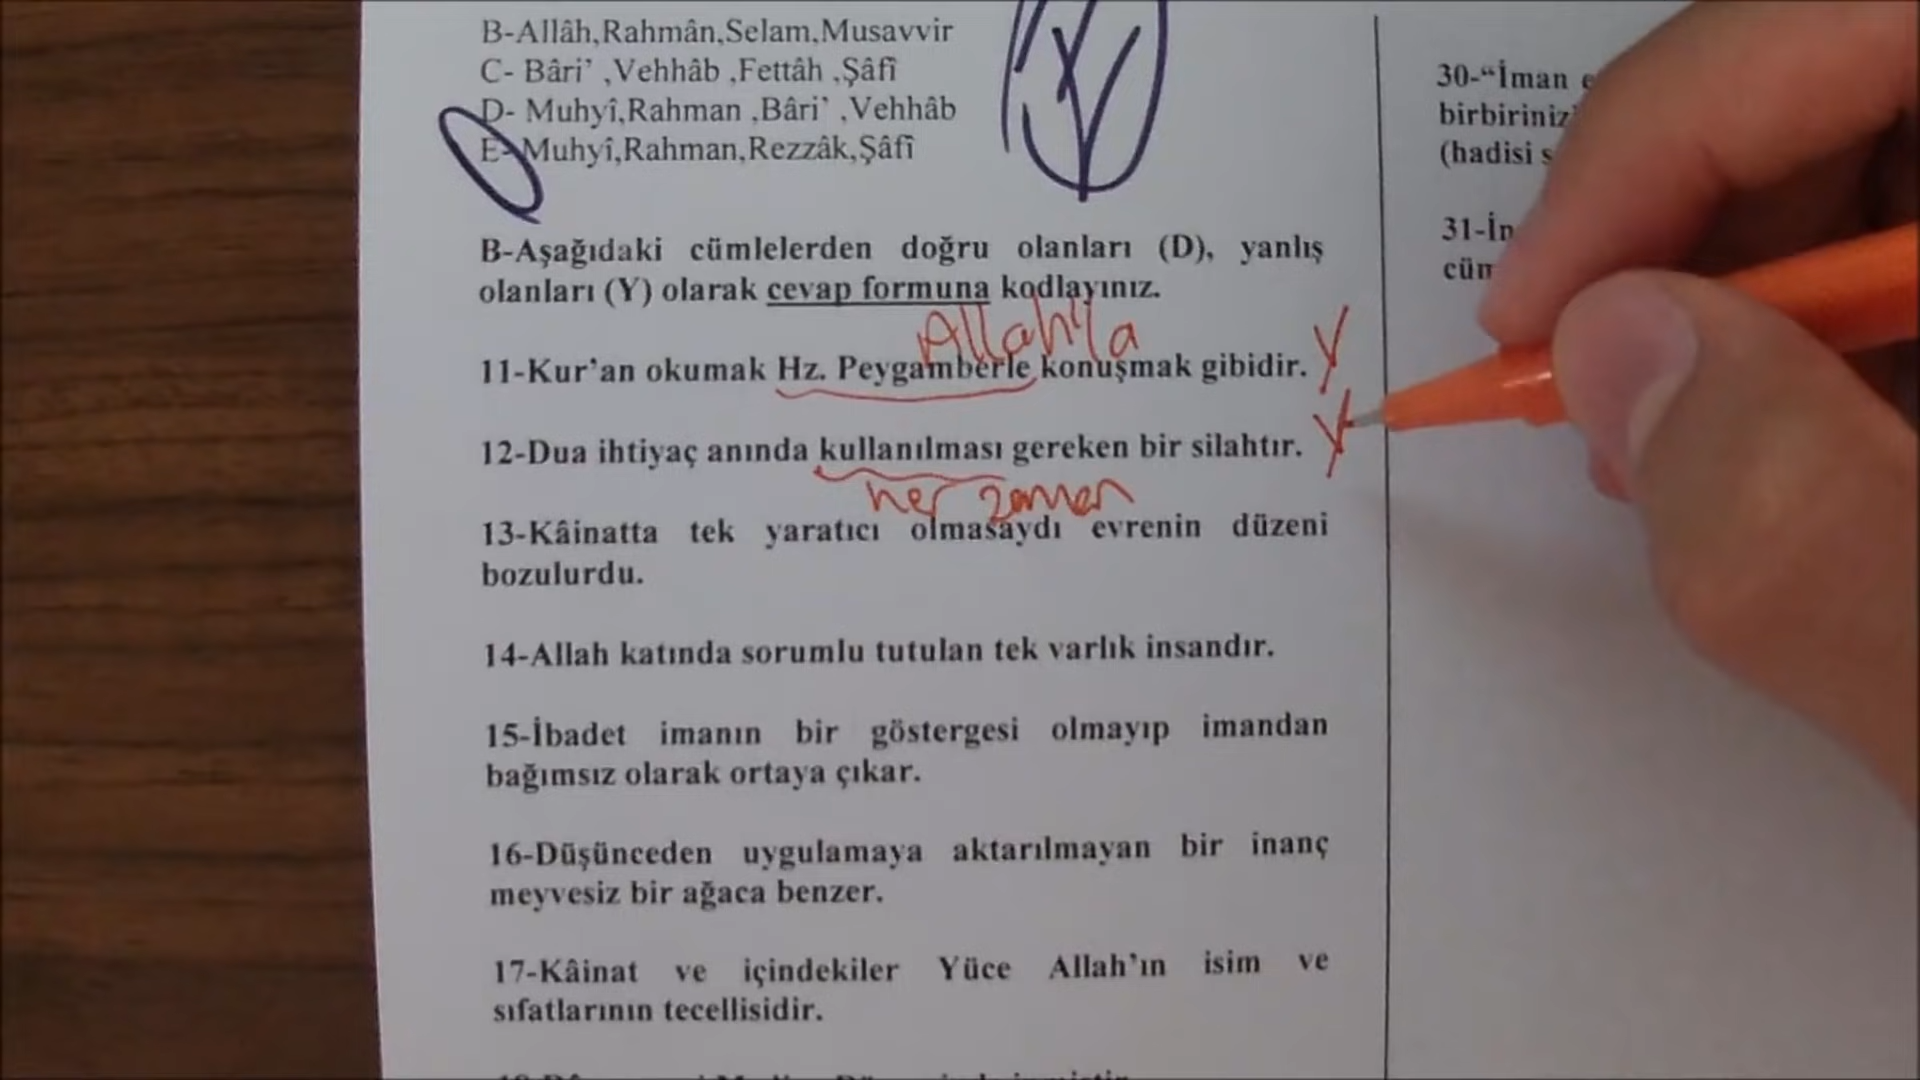 B-Allâh,Rahmân,Selam,Musavvir
C- Bâri’ ,Vehhâb ,Fettâh ,Şâfî
D- Muhyî,Rahman ,Bâri’ ,Vehhâb
E- Muhyî,Rahman,Rezzâk,Şâfî
B-Aşağıdaki cümlelerden doğru olanları (D), yanlış
olanları (Y) olarak cevap formuna kodlayınız.
Allah'la
11-Kur’an okumak Hz. Peygamberle konuşmak gibidir. Y
12-Dua ihtiyaç anında kullanılması gereken bir silahtır. Y
her zaman
13-Kâinatta tek yaratıcı olmasaydı evrenin düzeni
bozulurdu.
14-Allah katında sorumlu tutulan tek varlık insandır.
15-İbadet imanın bir göstergesi olmayıp imandan
bağımsız olarak ortaya çıkar.
16-Düşünceden uygulamaya aktarılmayan bir inanç
meyvesiz bir ağaca benzer.
17-Kâinat ve içindekiler Yüce Allah’ın isim ve
sıfatlarının tecellisidir.
30-“İman
birbiriniz
(hadisi
31-İn
cüm